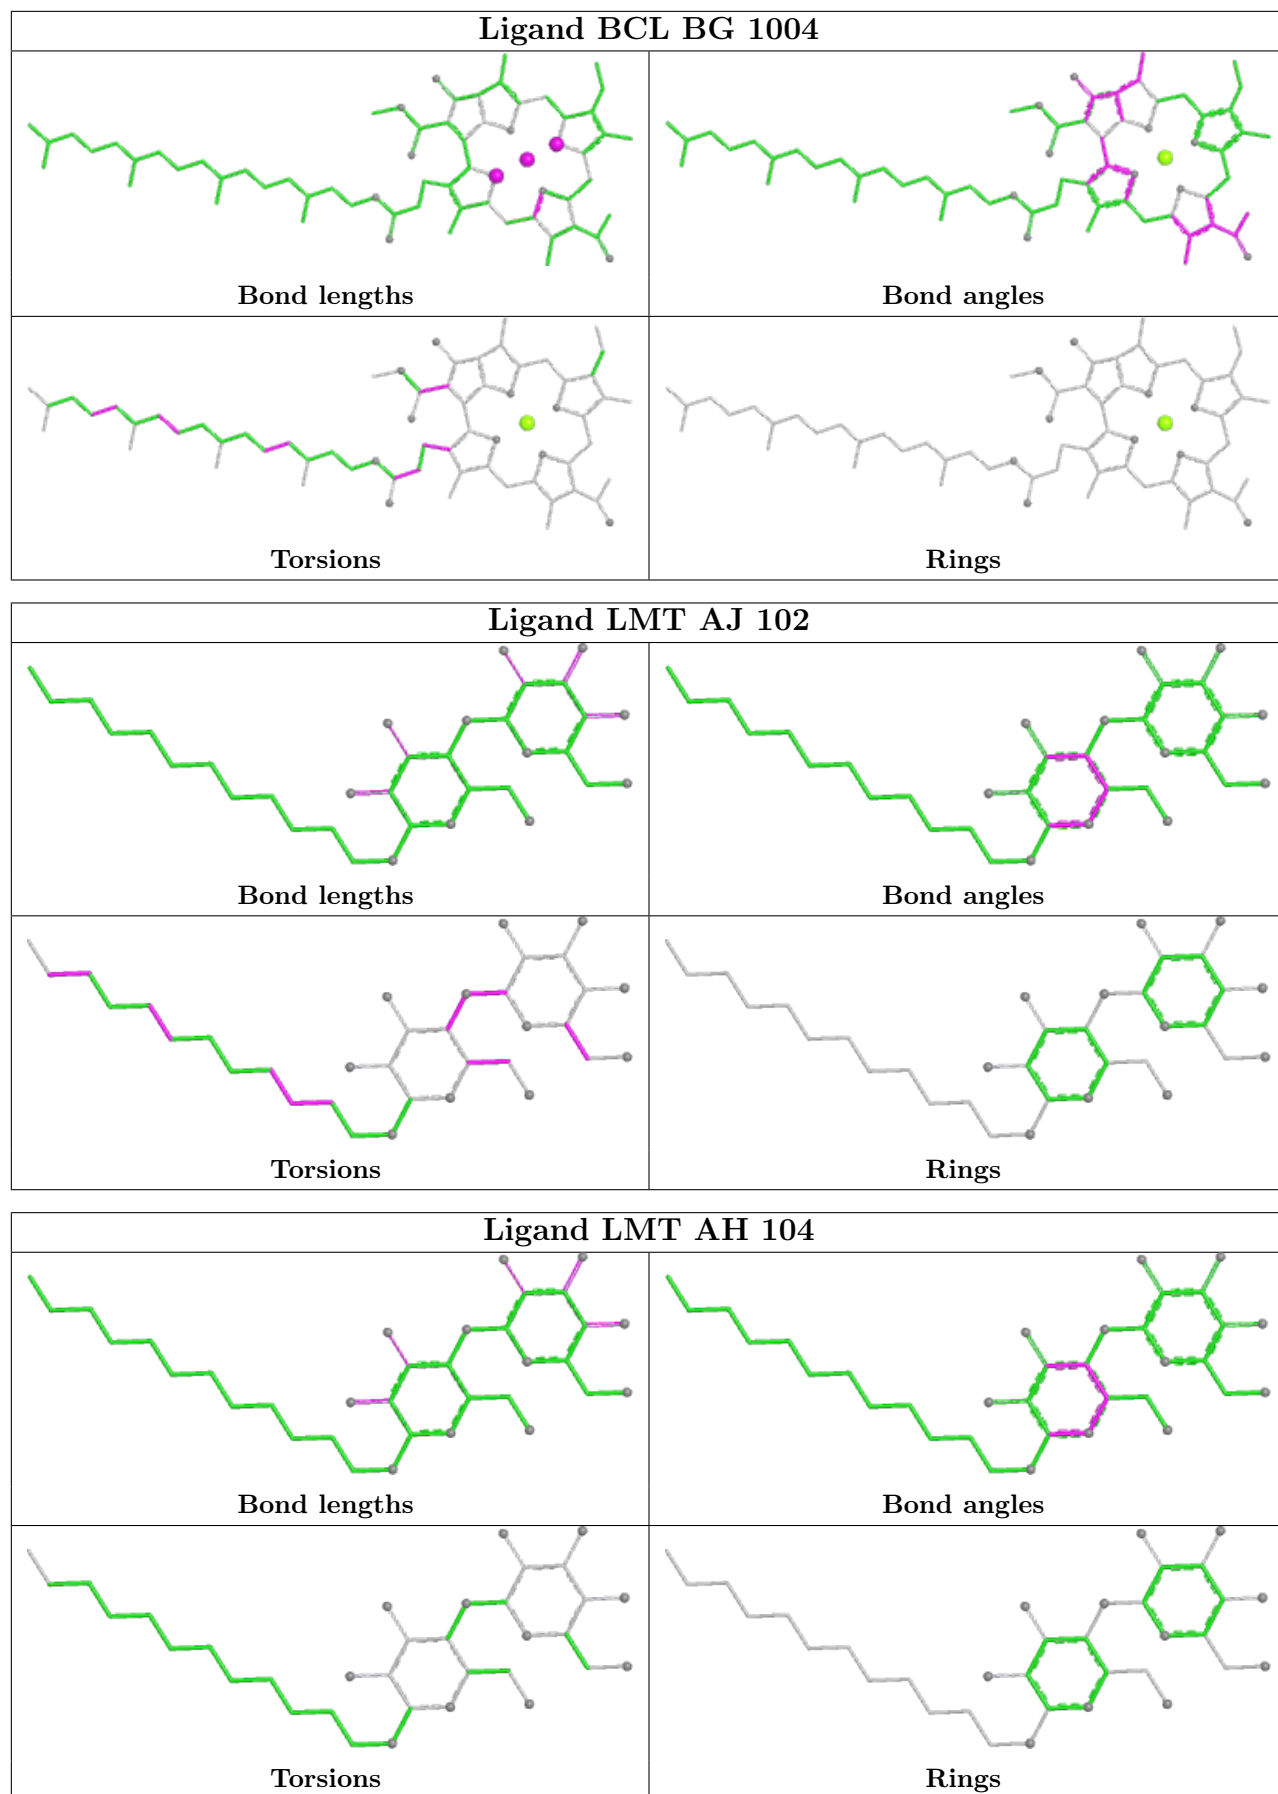 Ligand BCL BG 1004
Bond lengths
Bond angles
Torsions
Rings
Ligand LMT AJ 102
Bond lengths
Bond angles
Torsions
Rings
Ligand LMT AH 104
Bond lengths
Bond angles
Torsions
Rings